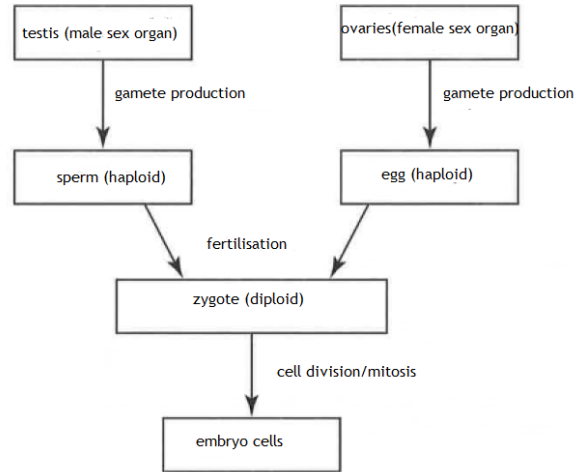 testis (male sex organ)
ovaries(female sex organ)
gamete production
gamete production
sperm (haploid)
egg (haploid)
fertilisation
zygote (diploid)
cell division/mitosis
embryo cells